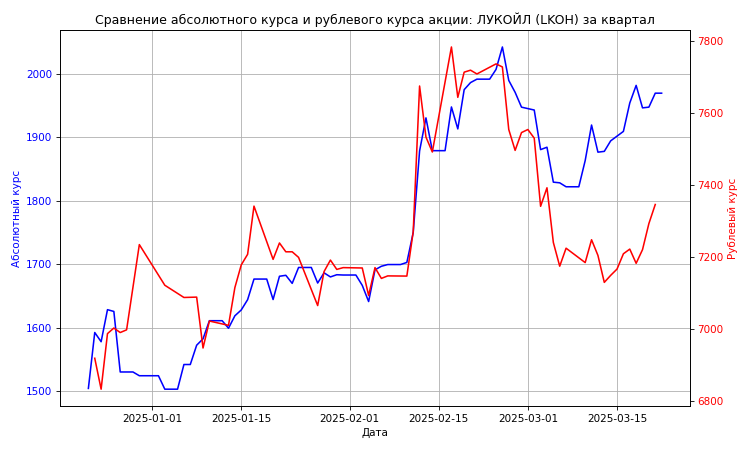 Сравнение абсолютного курса и рублевого курса акции: ЛУКОЙЛ (LKOH) за квартал
Абсолютный курс
2000
1900
1800
1700
1600
1500
7800
7600
7400
7200
7000
6800
Рублевый курс
2025-01-01 2025-01-15 2025-02-01 2025-02-15 2025-03-01 2025-03-15
Дата